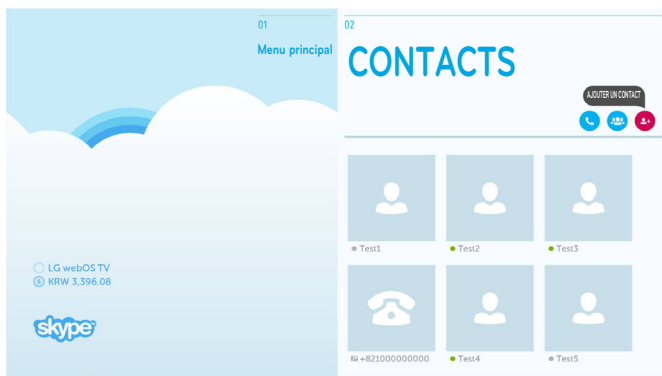 01
Menu principal
LG webOS TV
KRW 3,396.08
skype
02
CONTACTS
AJOUTER UN CONTACT
Test1
Test2
Test3
+821000000000
Test4
Test5